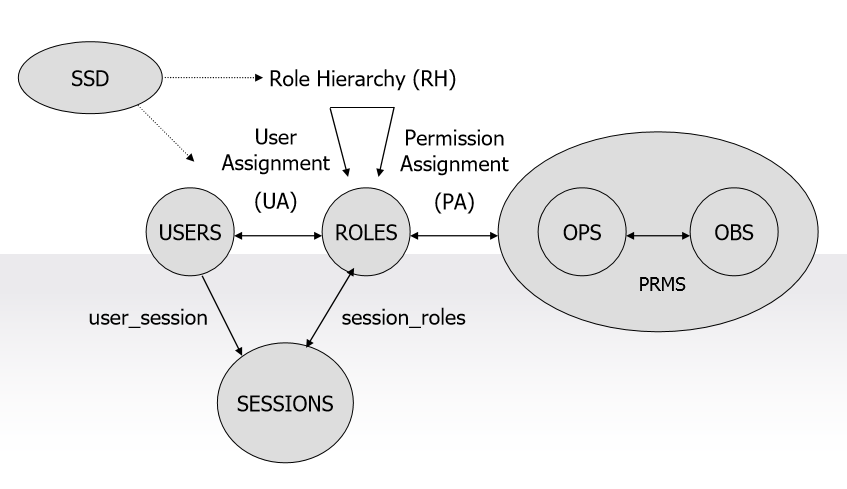 SSD
Role Hierarchy (RH)
User
Assignment
(UA)
Permission
Assignment
(PA)
USERS
ROLES
OPS
OBS
PRMS
user_session
session_roles
SESSIONS